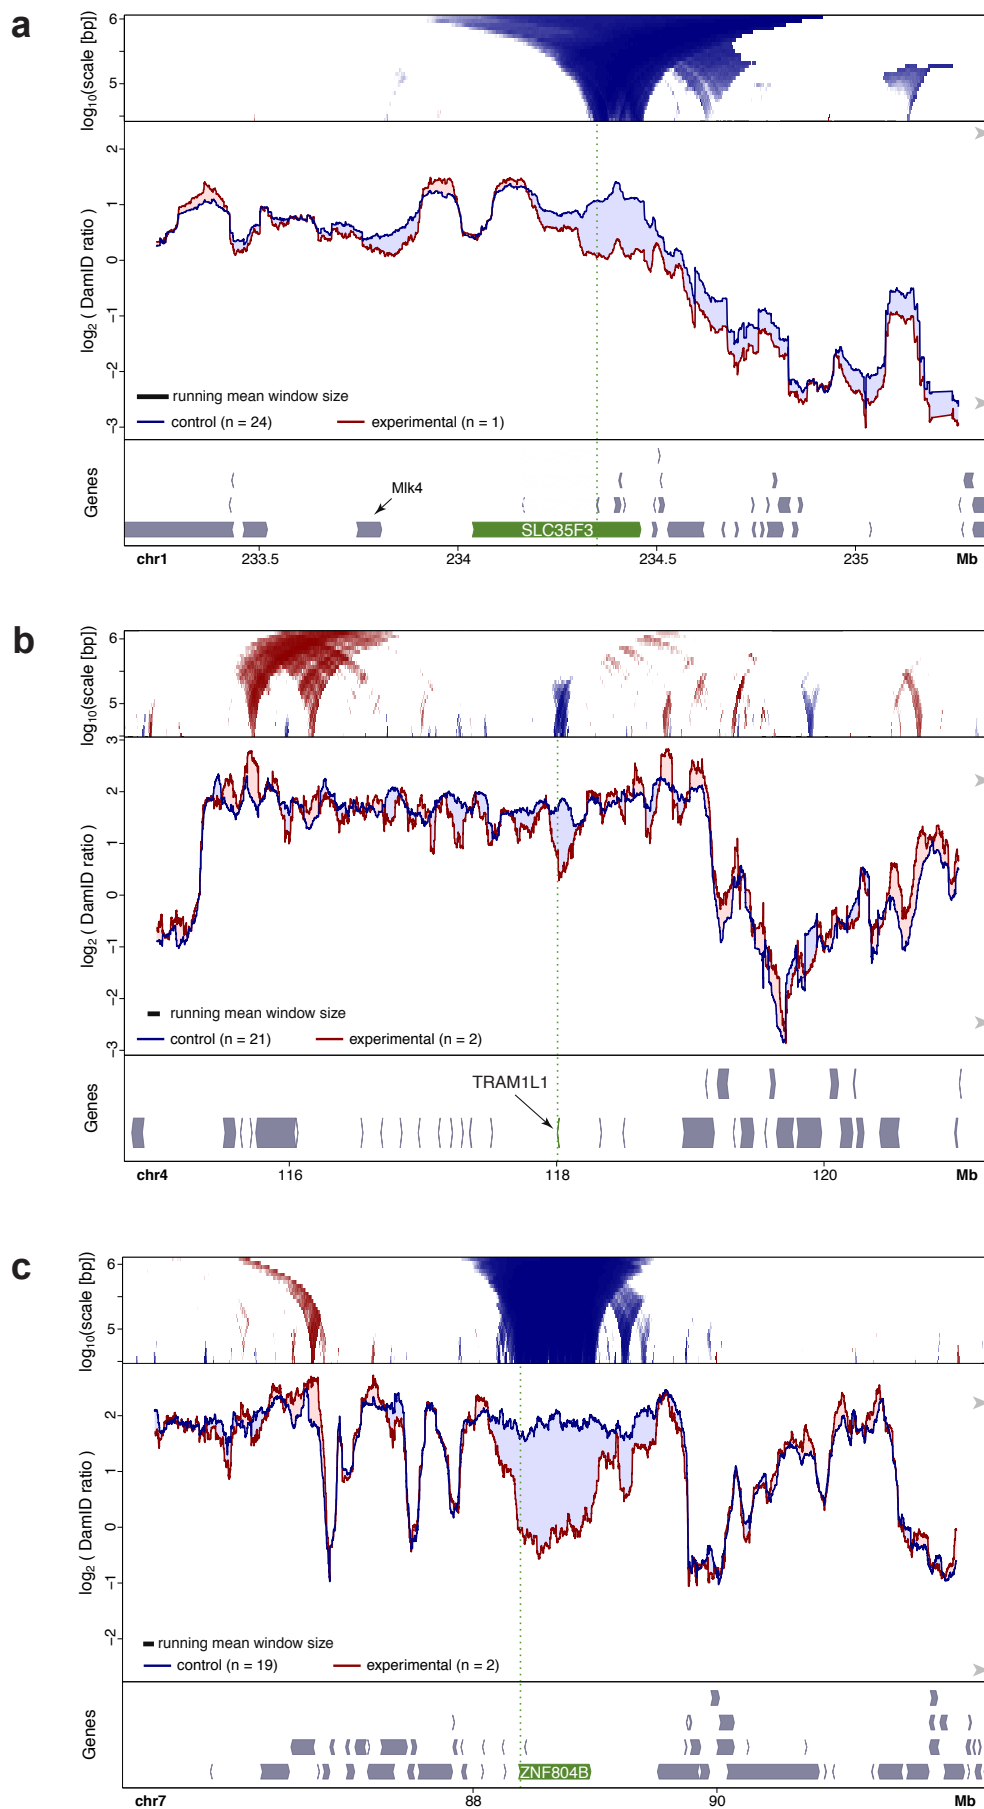 a
log10(scale [bp])
6
5
log2 ( DamID ratio )
2
1
0
-1
-2
-3
running mean window size
control (n = 24)
experimental (n = 1)
Genes
Mlk4
SLC35F3
chr1
233.5
234
234.5
235
Mb
b
log10(scale [bp])
6
5
log2 ( DamID ratio )
3
2
1
0
-1
-2
-3
running mean window size
control (n = 21)
experimental (n = 2)
Genes
TRAM1L1
chr4
116
118
120
Mb
c
log10(scale [bp])
6
5
log2 ( DamID ratio )
2
1
0
-1
-2
running mean window size
control (n = 19)
experimental (n = 2)
Genes
ZNF804B
chr7
88
90
Mb